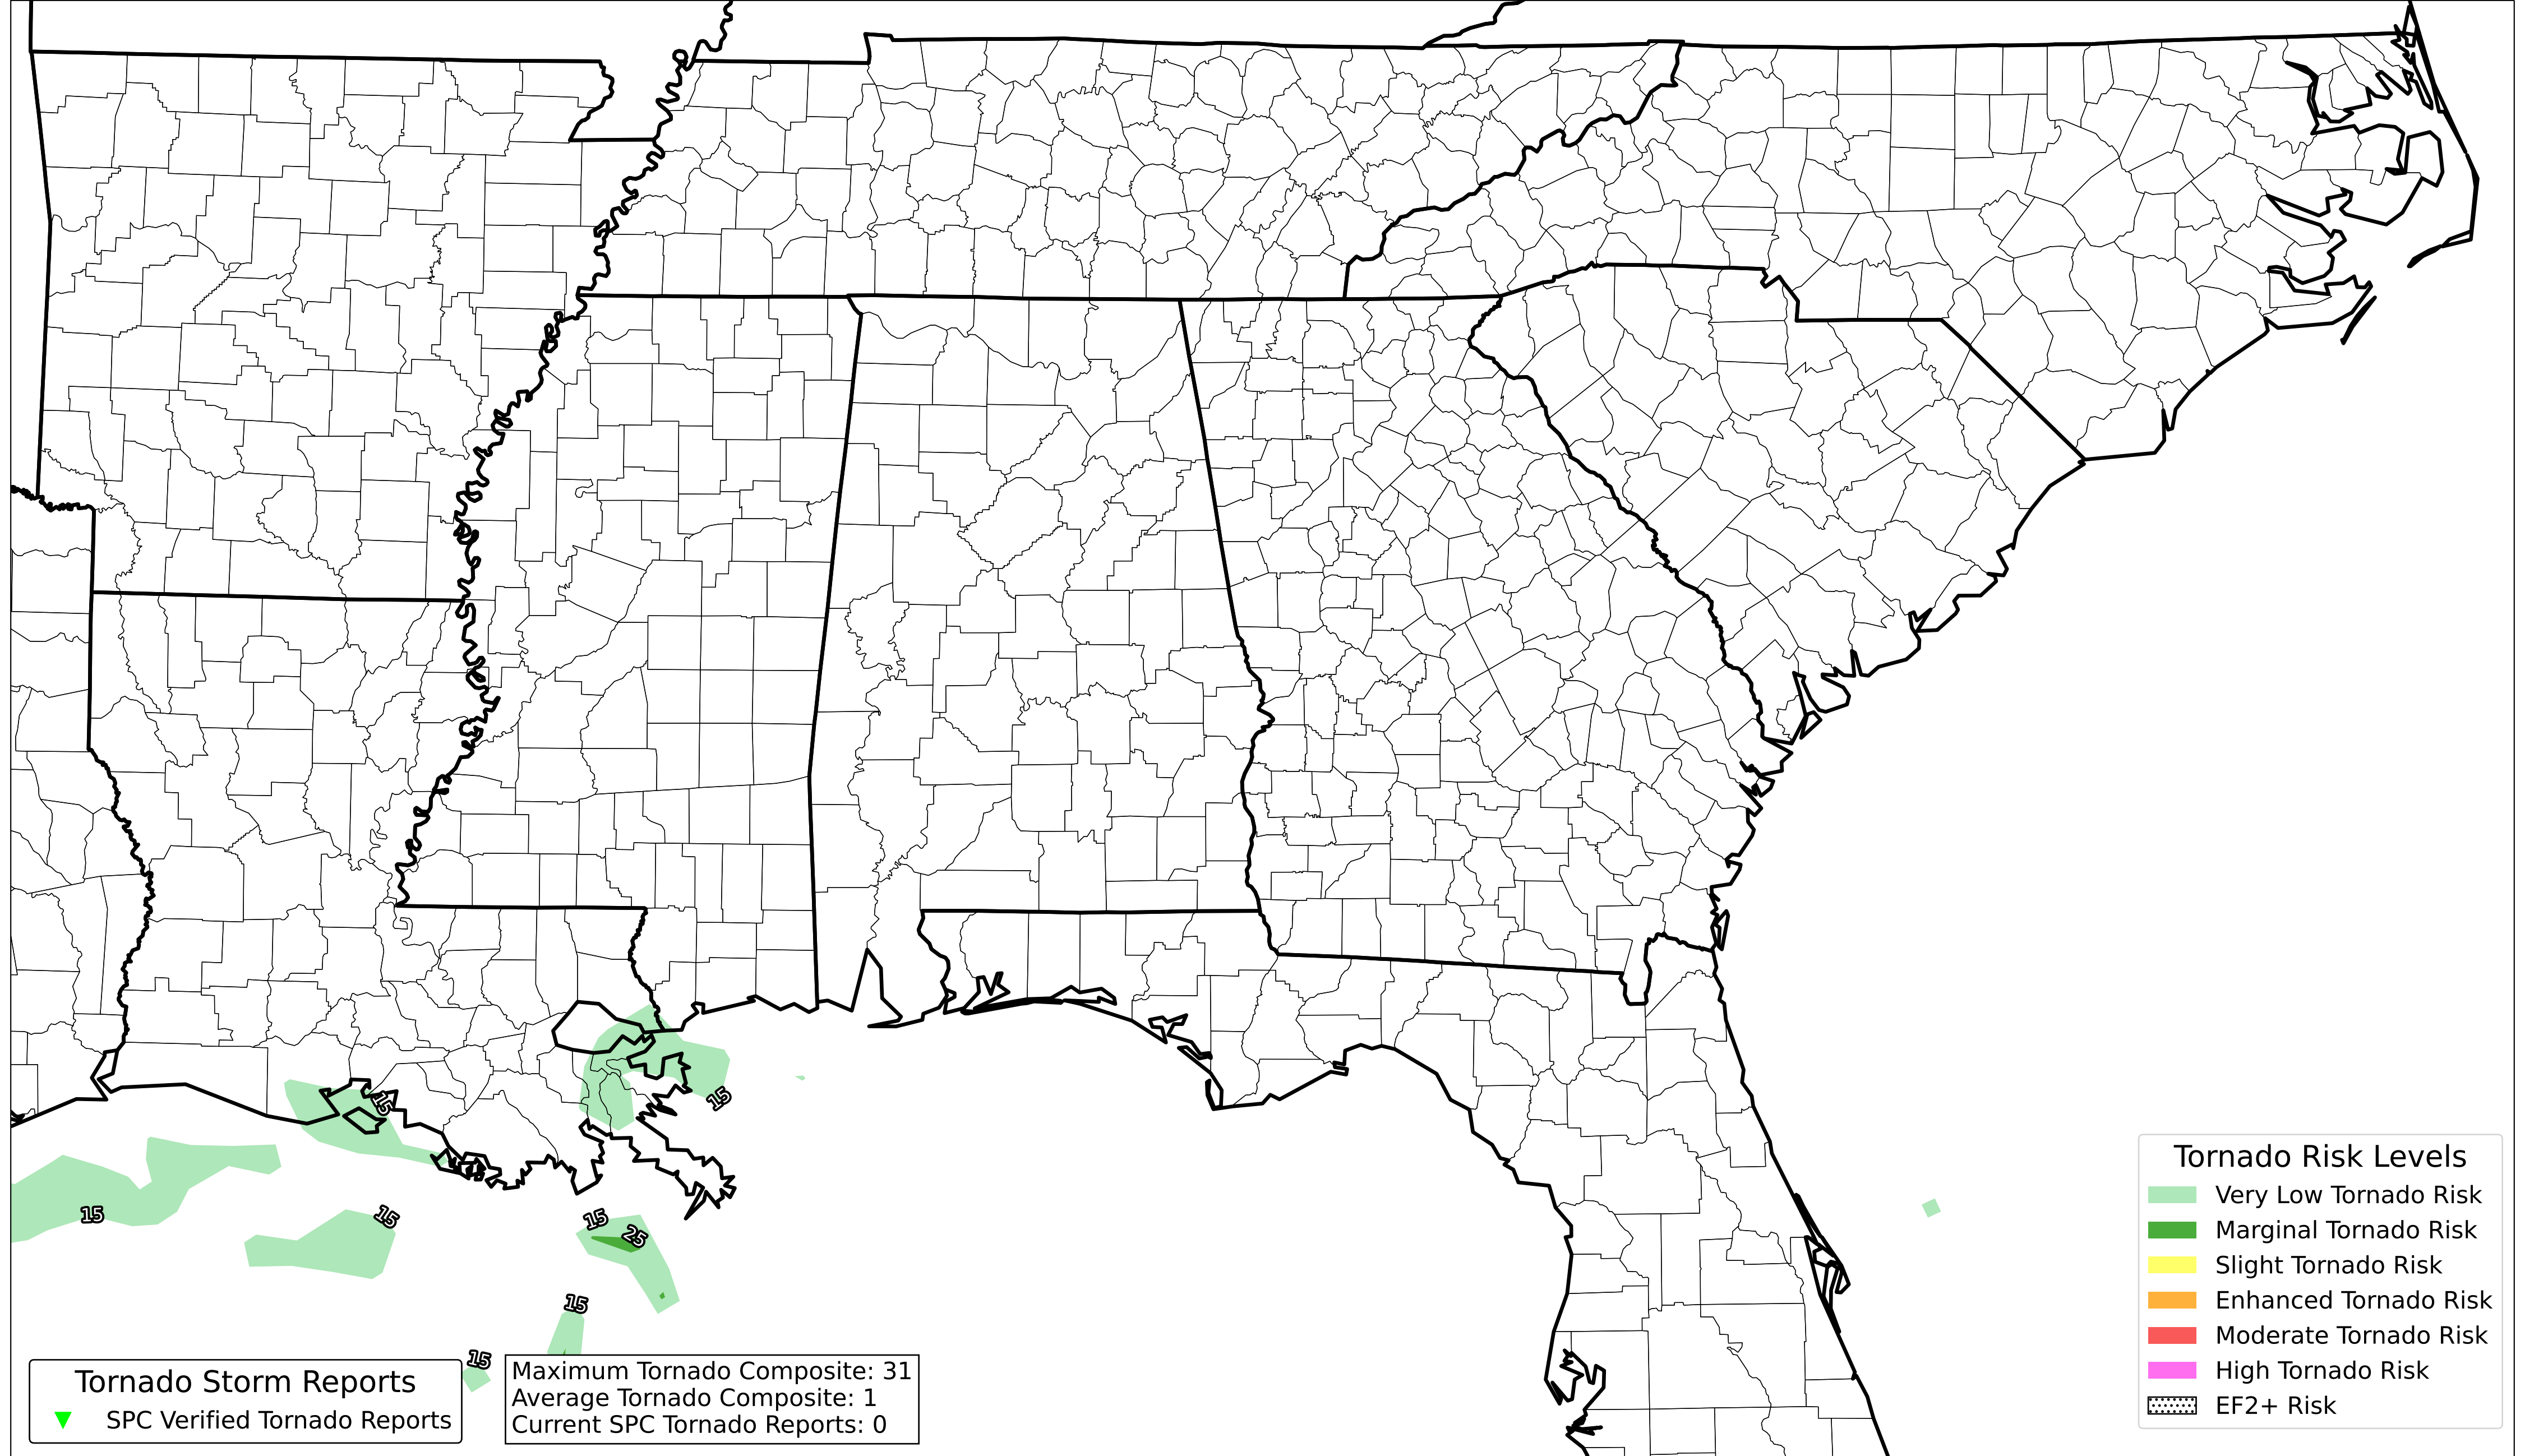 15
15
15
15
15
25
15
15
Tornado Storm Reports
SPC Verified Tornado Reports
Maximum Tornado Composite: 31
Average Tornado Composite: 1
Current SPC Tornado Reports: 0
Tornado Risk Levels
Very Low Tornado Risk
Marginal Tornado Risk
Slight Tornado Risk
Enhanced Tornado Risk
Moderate Tornado Risk
High Tornado Risk
EF2+ Risk